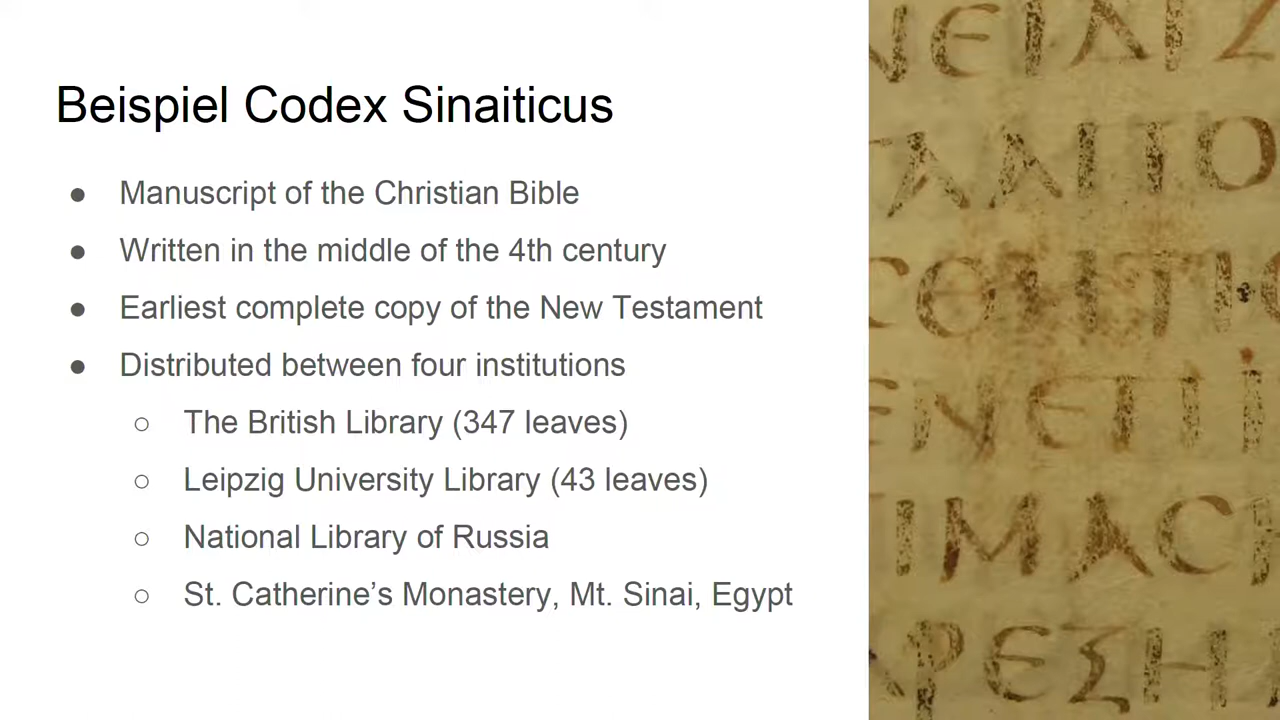 Beispiel Codex Sinaiticus
● Manuscript of the Christian Bible
● Written in the middle of the 4th century
● Earliest complete copy of the New Testament
● Distributed between four institutions
○ The British Library (347 leaves)
○ Leipzig University Library (43 leaves)
○ National Library of Russia
○ St. Catherine’s Monastery, Mt. Sinai, Egypt